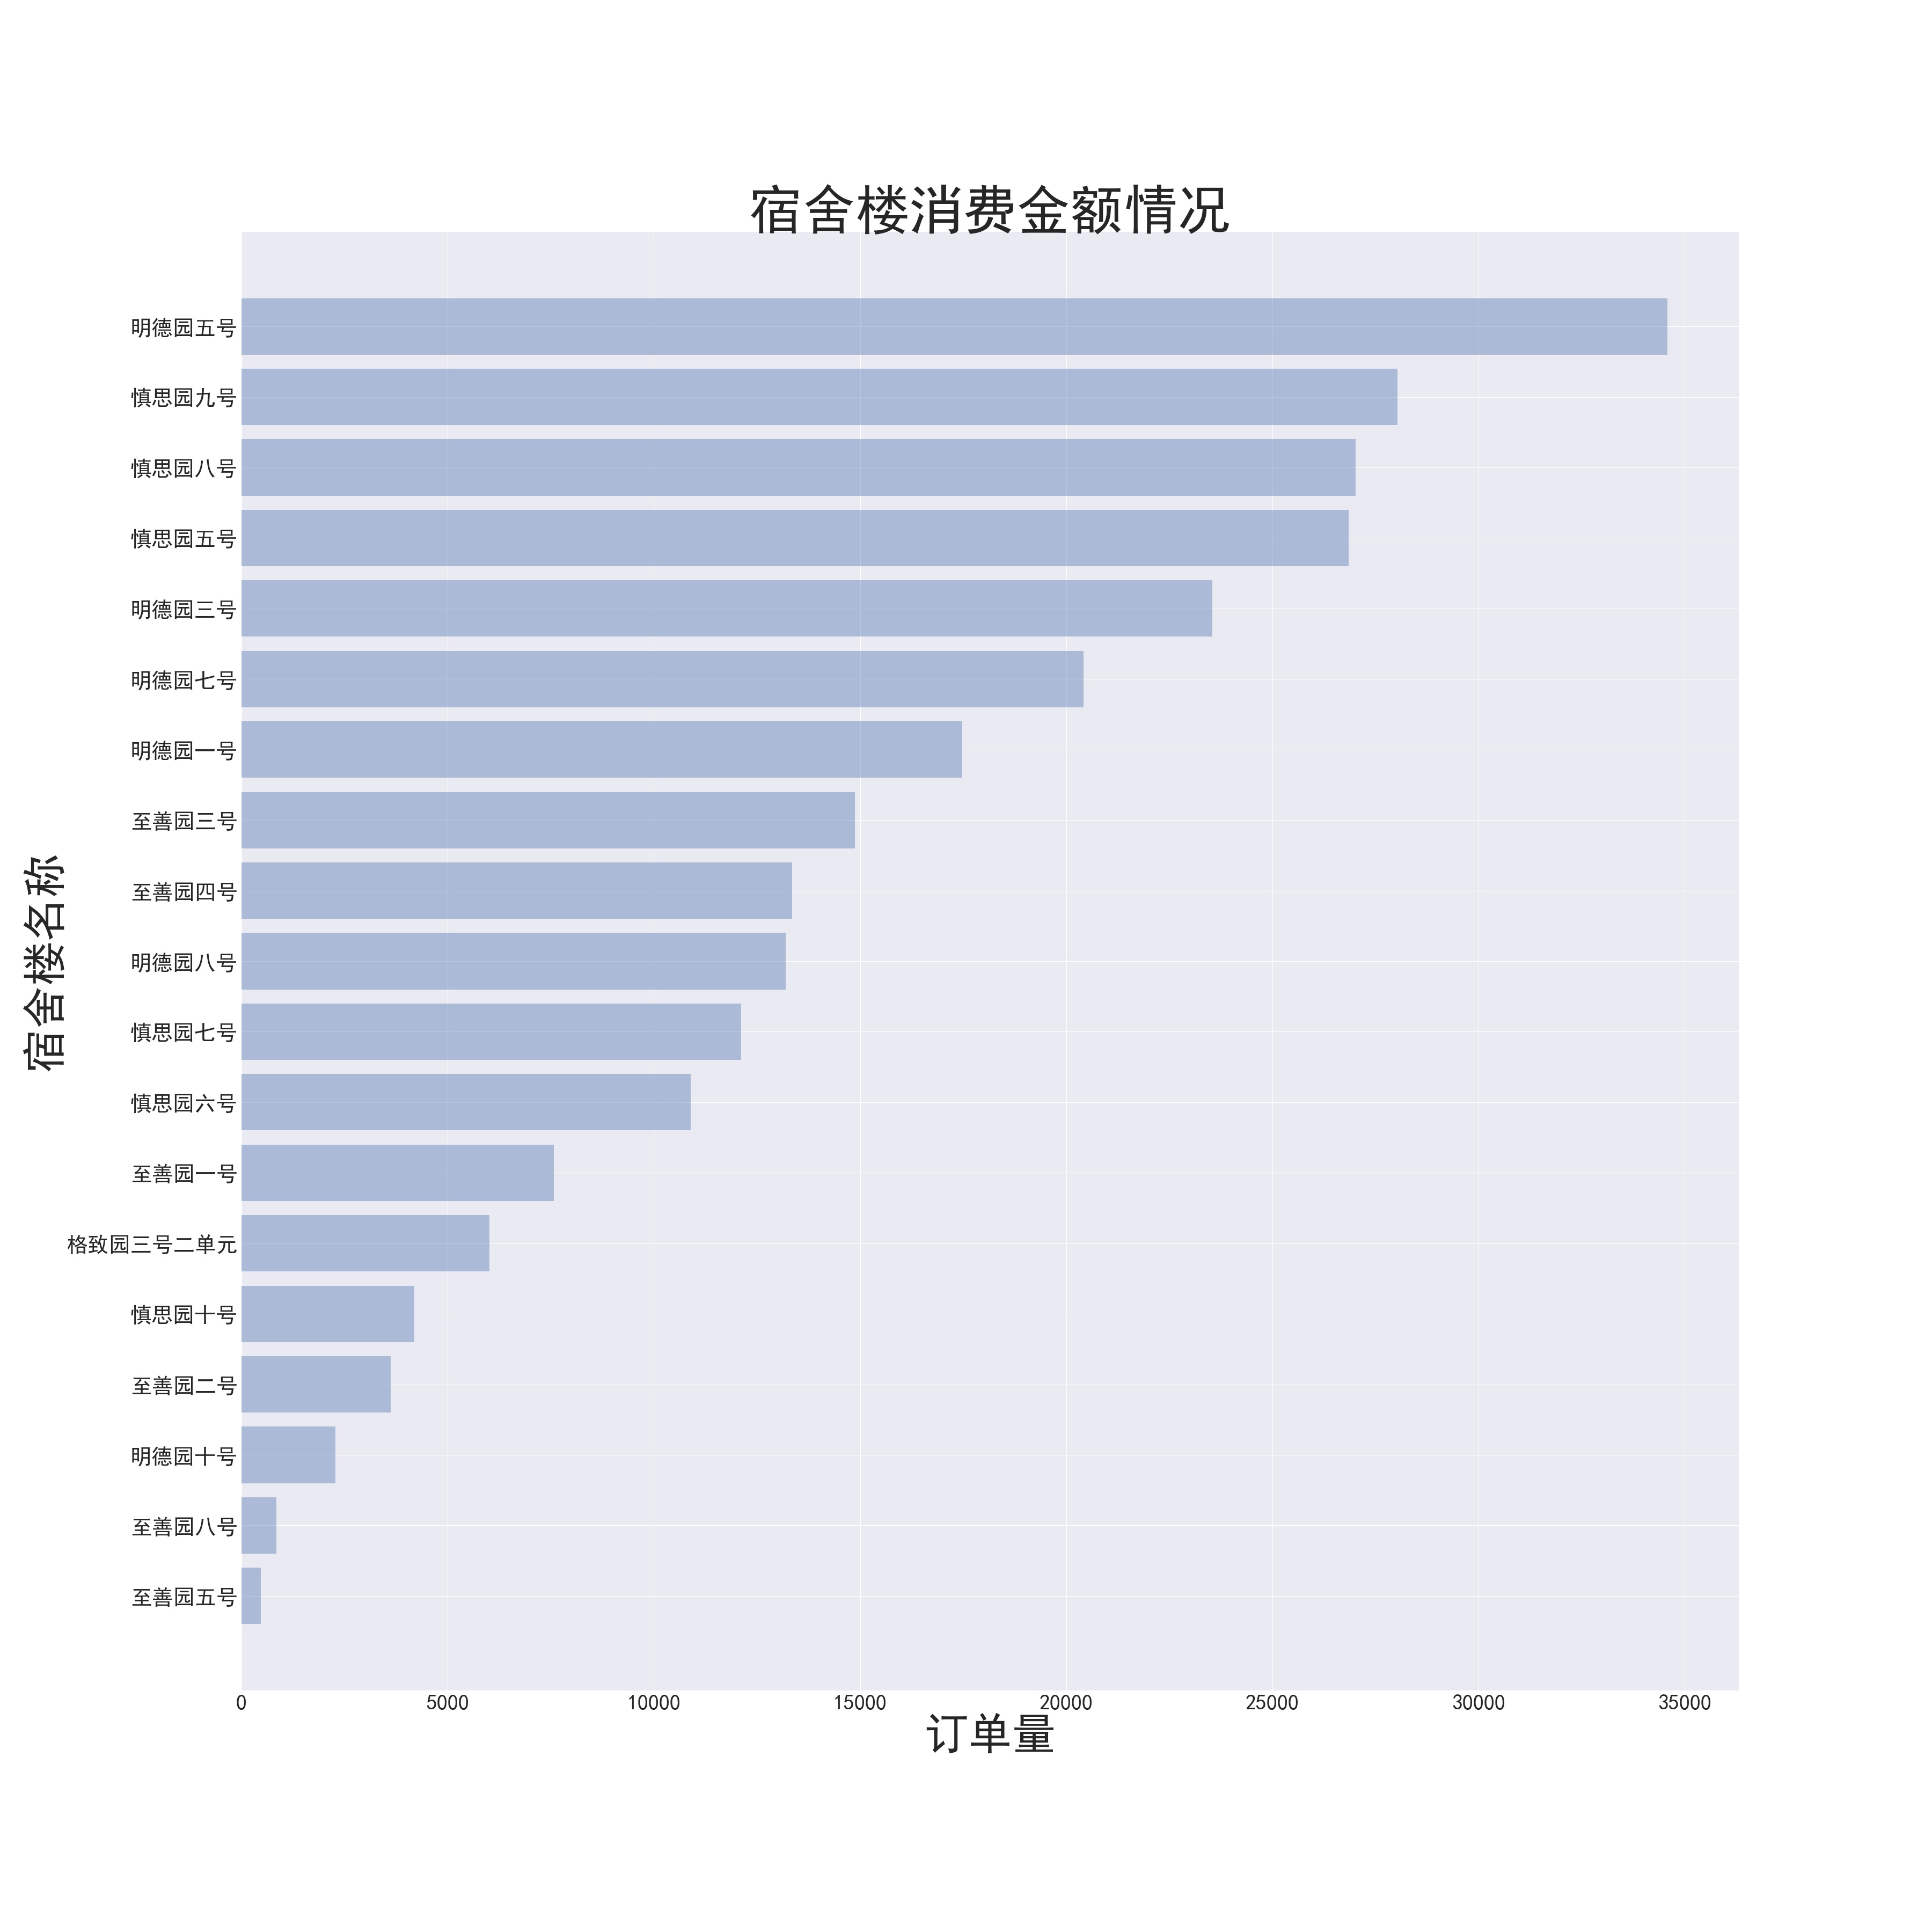 宿舍楼消费金额情况
宿舍楼名称
明德园五号
慎思园九号
慎思园八号
慎思园五号
明德园三号
明德园七号
明德园一号
至善园三号
至善园四号
明德园八号
慎思园七号
慎思园六号
至善园一号
格致园三号二单元
慎思园十号
至善园二号
明德园十号
至善园八号
至善园五号
0 5000 10000 15000 20000 25000 30000 35000
订单量